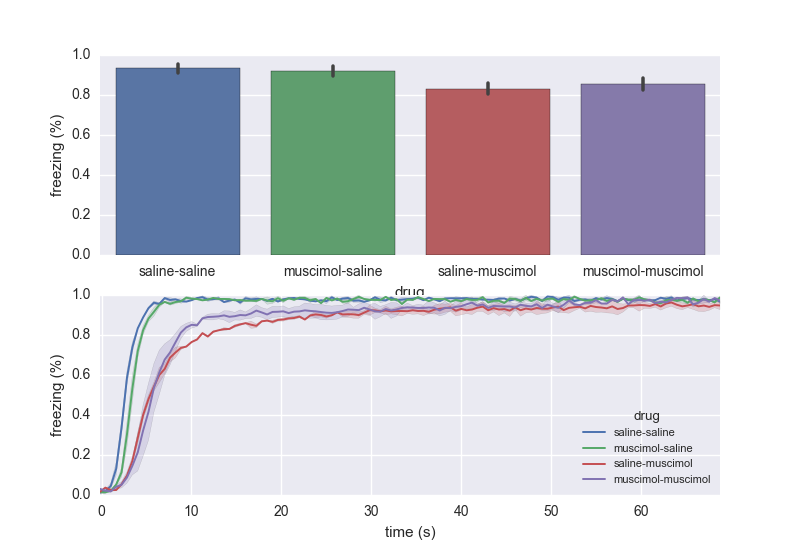 freezing (%)
1.0
0.8
0.6
0.4
0.2
0.0
saline-saline muscimol-saline saline-muscimol muscimol-muscimol
drug
freezing (%)
1.0
0.8
0.6
0.4
0.2
0.0
drug
saline-saline
muscimol-saline
saline-muscimol
muscimol-muscimol
0 10 20 30 40 50 60
time (s)